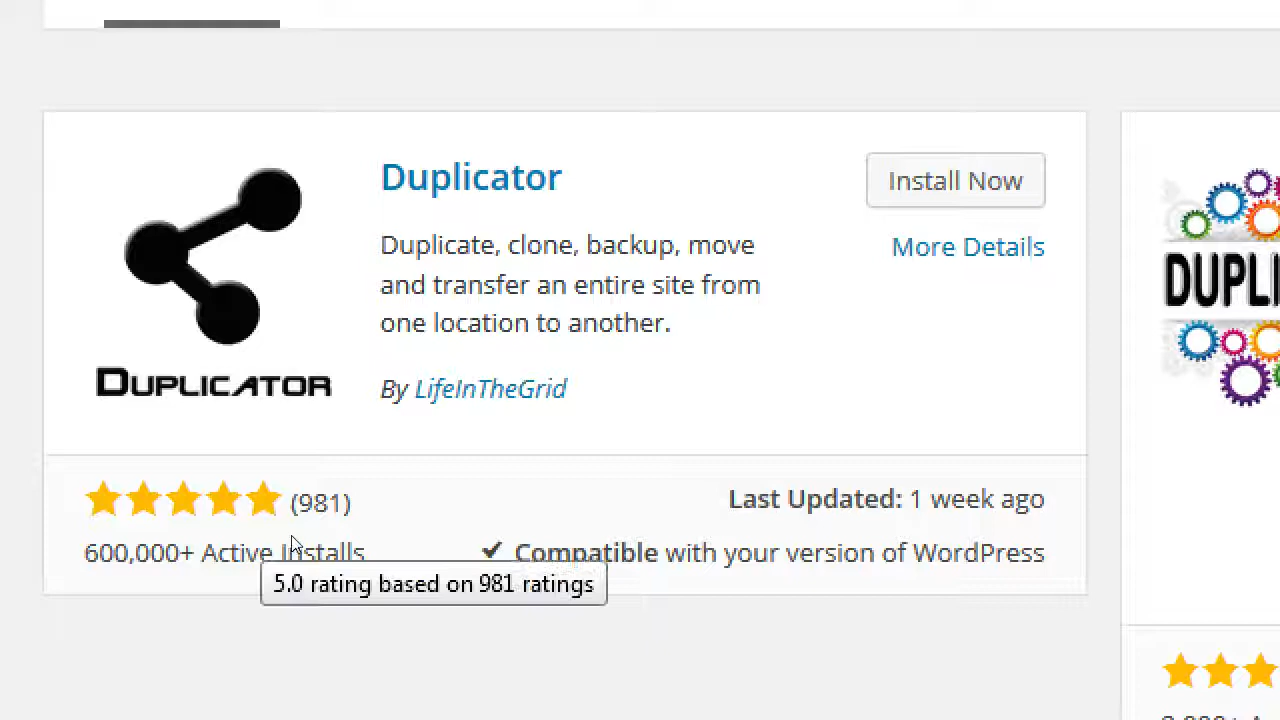 Duplicator
Install Now
Duplicate, clone, backup, move
More Details
and transfer an entire site from
one location to another.
By LifeInTheGrid
DUPLICATOR
(981)
Last Updated: 1 week ago
600,000+ Active Installs
✔ Compatible with your version of WordPress
5.0 rating based on 981 ratings
DUPLI